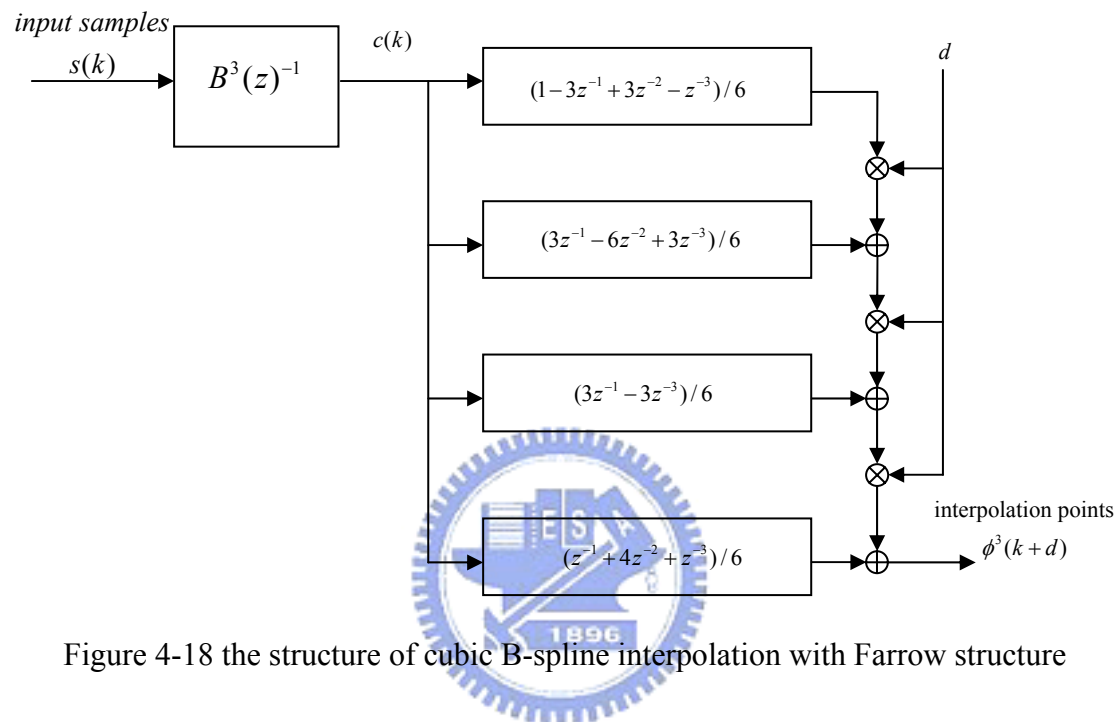 input samples
s(k)
B³(z)⁻¹
c(k)
(1 − 3z⁻¹ + 3z⁻² − z⁻³) / 6
d
(3z⁻¹ − 6z⁻² + 3z⁻³) / 6
(3z⁻¹ − 3z⁻³) / 6
(z⁻¹ + 4z⁻² + z⁻³) / 6
interpolation points
ϕ³(k + d)
E S A
1896
Figure 4-18 the structure of cubic B-spline interpolation with Farrow structure